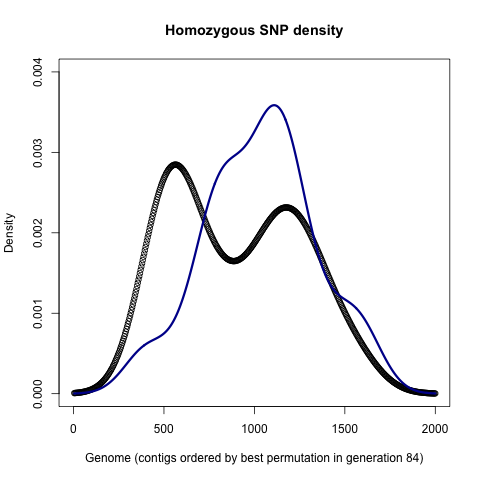 Homozygous SNP density
Density
0.004
0.003
0.002
0.001
0.000
0 500 1000 1500 2000
Genome (contigs ordered by best permutation in generation 84)